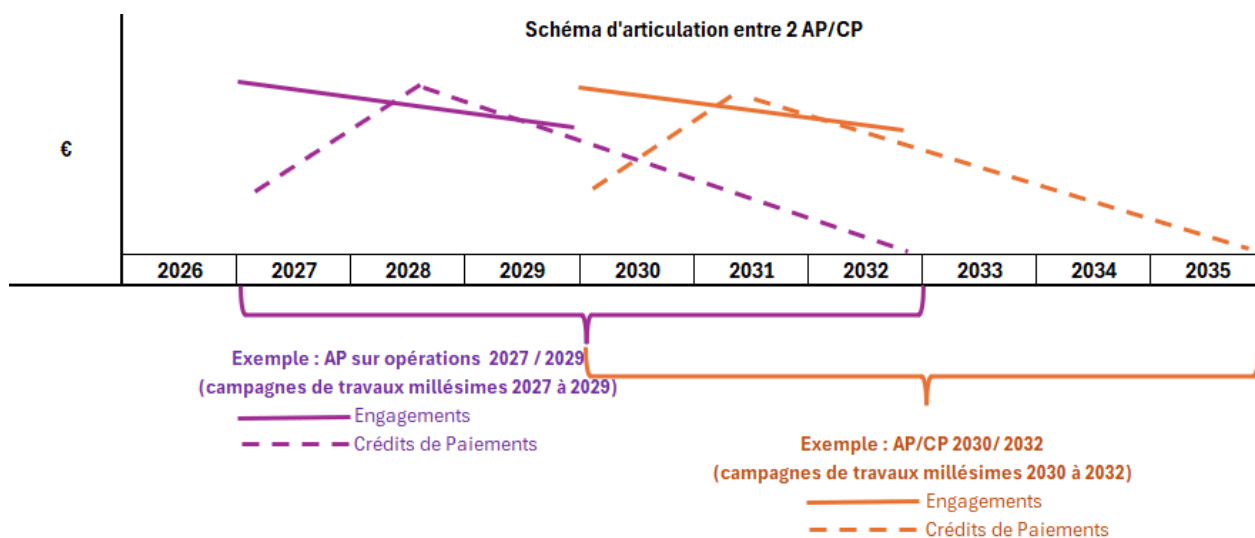 Schéma d'articulation entre 2 AP/CP
€
2026 2027 2028 2029 2030 2031 2032 2033 2034 2035
Exemple : AP sur opérations 2027 / 2029
(campagnes de travaux millésimes 2027 à 2029)
Engagements
Crédits de Paiements
Exemple : AP/CP 2030/ 2032
(campagnes de travaux millésimes 2030 à 2032)
Engagements
Crédits de Paiements